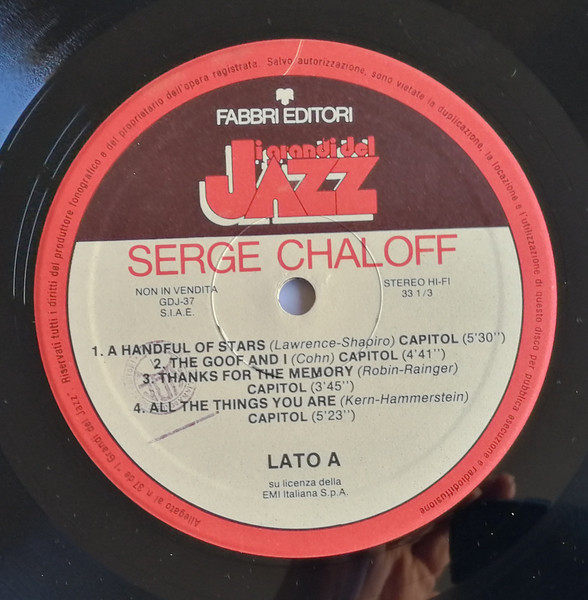 FABBRI EDITORI
i grandi del
JAZZ
SERGE CHALOFF
NON IN VENDITA
GDJ-37
S.I.A.E.
STEREO HI-FI
33 1/3
1. A HANDFUL OF STARS (Lawrence-Shapiro) CAPITOL (5'30'')
2. THE GOOF AND I (Cohn) CAPITOL (4'41'')
3. THANKS FOR THE MEMORY (Robin-Rainger)
CAPITOL (3'45'')
4. ALL THE THINGS YOU ARE (Kern-Hammerstein)
CAPITOL (5'23'')
LATO A
su licenza della
EMI Italiana S.p.A.
Allegato al n. 37 de "I Grandi del Jazz". Riservati tutti i diritti del produttore fonografico e del proprietario dell'opera registrata. Salvo autorizzazione, sono vietate la duplicazione, la locazione e l'utilizzazione di questo disco per pubblica esecuzione e radiodiffusione